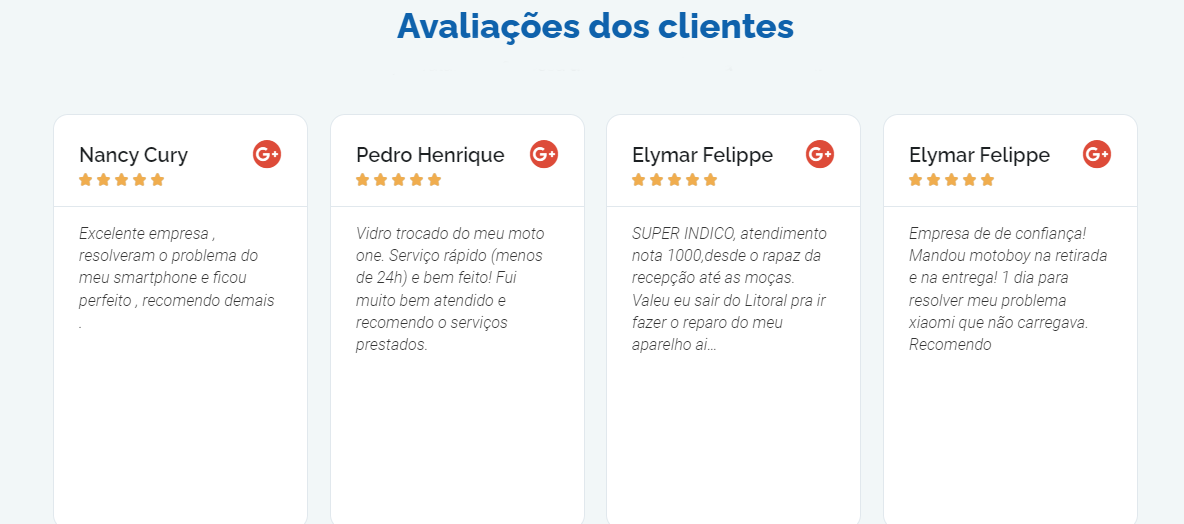 Avaliações dos clientes
Nancy Cury
G+
Excelente empresa ,
resolveram o problema do
meu smartphone e ficou
perfeito , recomendo demais
.
Pedro Henrique
G+
Vidro trocado do meu moto
one. Serviço rápido (menos
de 24h) e bem feito! Fui
muito bem atendido e
recomendo o serviços
prestados.
Elymar Felippe
G+
SUPER INDICO, atendimento
nota 1000,desde o rapaz da
recepção até as moças.
Valeu eu sair do Litoral pra ir
fazer o reparo do meu
aparelho ai...
Elymar Felippe
G+
Empresa de de confiança!
Mandou motoboy na retirada
e na entrega! 1 dia para
resolver meu problema
xiaomi que não carregava.
Recomendo